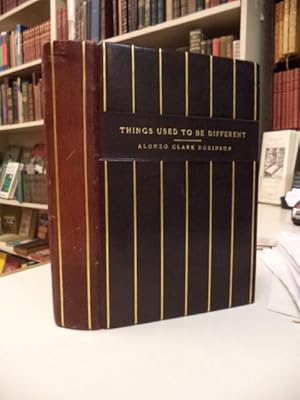 THINGS USED TO BE DIFFERENT
ALONZO CLARK ROBINSON